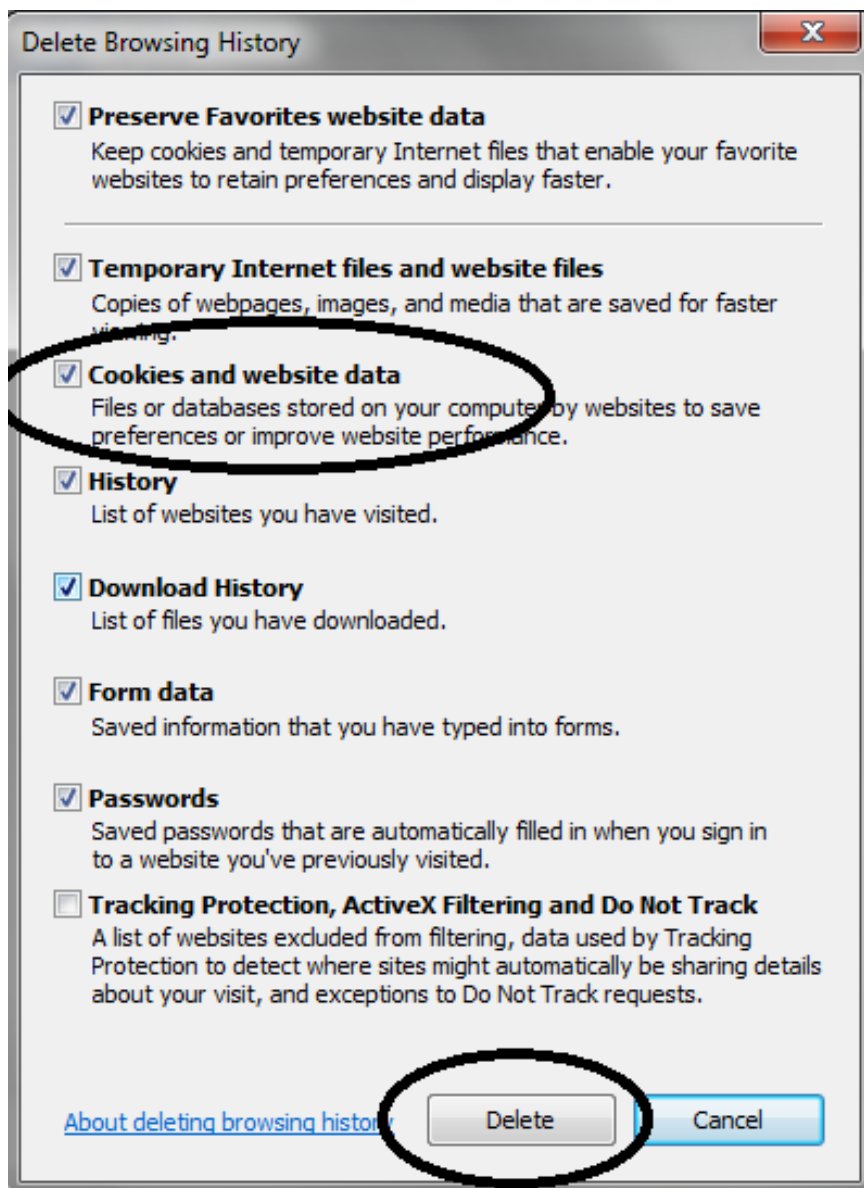 Delete Browsing History
Preserve Favorites website data
Keep cookies and temporary Internet files that enable your favorite
websites to retain preferences and display faster.
Temporary Internet files and website files
Copies of webpages, images, and media that are saved for faster
viewing.
Cookies and website data
Files or databases stored on your computer by websites to save
preferences or improve website performance.
History
List of websites you have visited.
Download History
List of files you have downloaded.
Form data
Saved information that you have typed into forms.
Passwords
Saved passwords that are automatically filled in when you sign in
to a website you've previously visited.
Tracking Protection, ActiveX Filtering and Do Not Track
A list of websites excluded from filtering, data used by Tracking
Protection to detect where sites might automatically be sharing details
about your visit, and exceptions to Do Not Track requests.
About deleting browsing history
Delete
Cancel